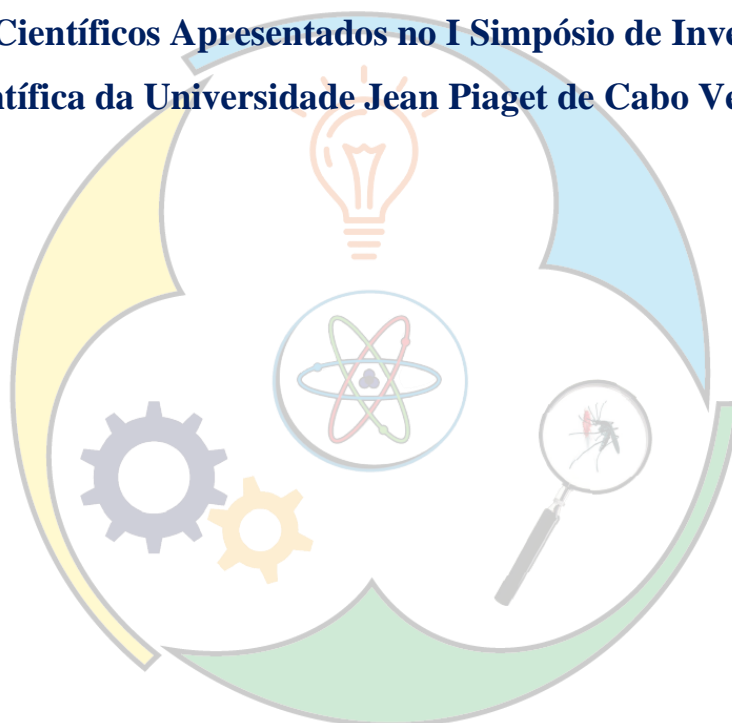 Científicos Apresentados no I Simpósio de Inve
ntífica da Universidade Jean Piaget de Cabo Ve